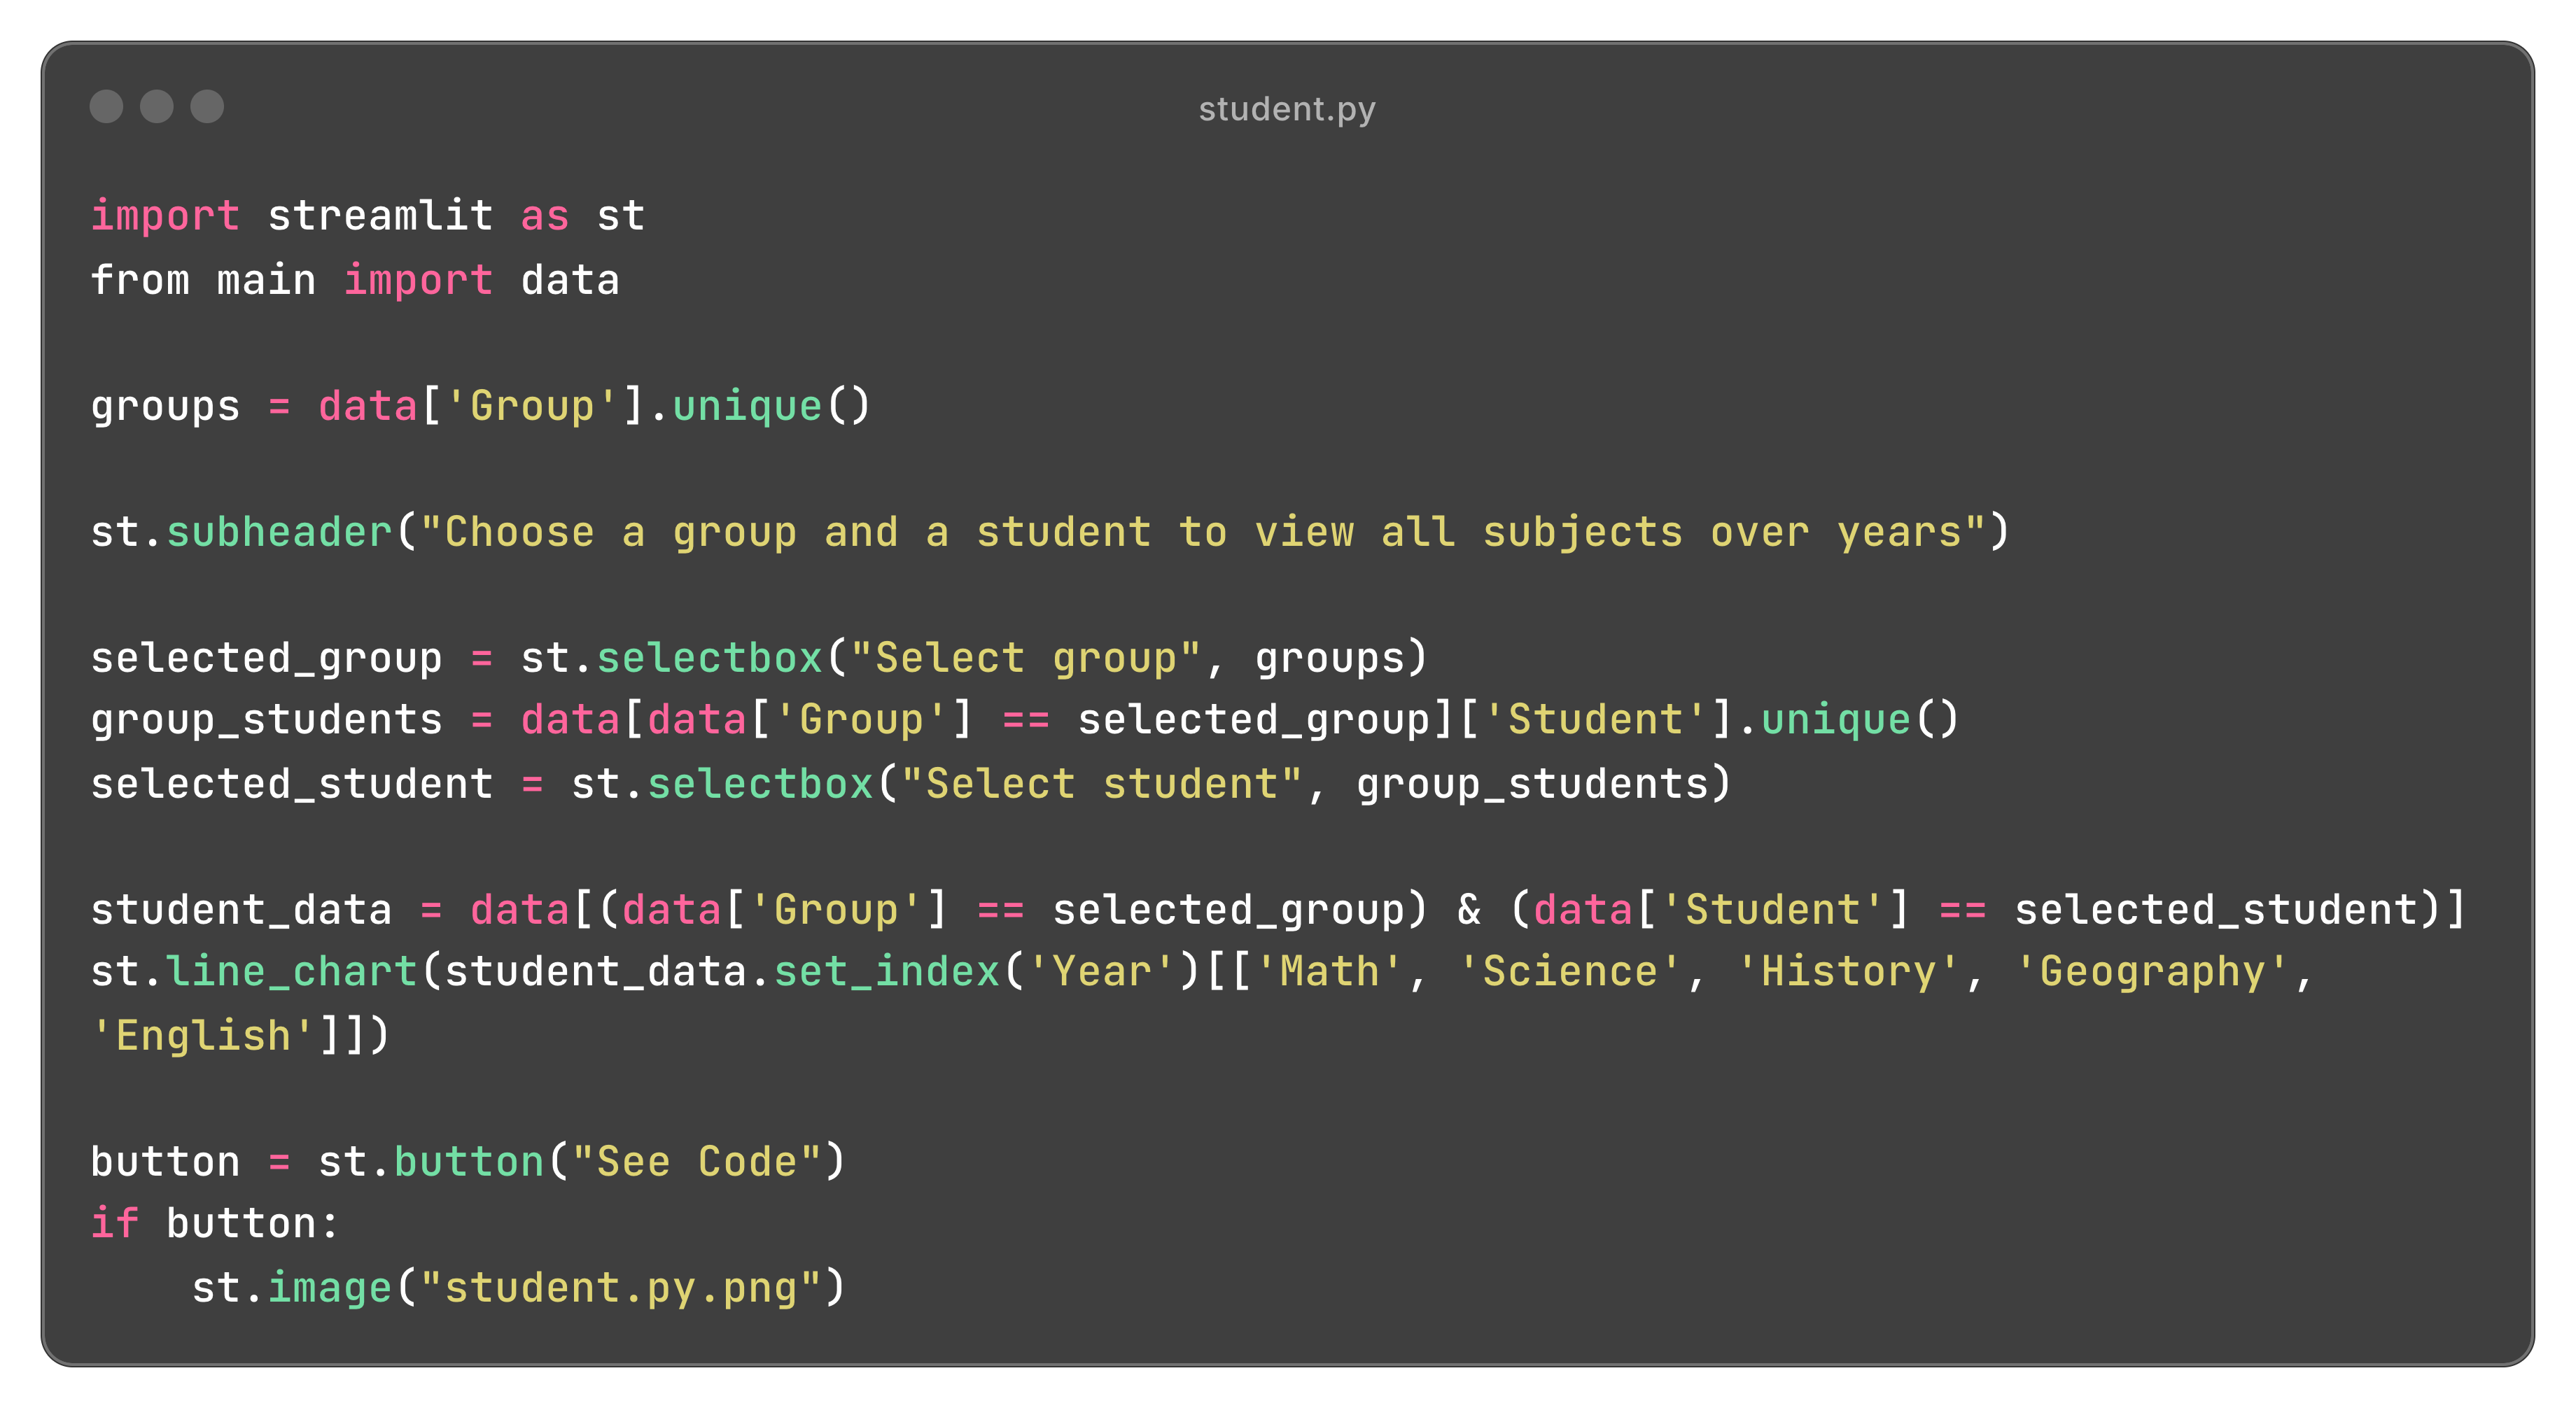 student.py
import streamlit as st
from main import data
groups = data['Group'].unique()
st.subheader("Choose a group and a student to view all subjects over years")
selected_group = st.selectbox("Select group", groups)
group_students = data[data['Group'] == selected_group]['Student'].unique()
selected_student = st.selectbox("Select student", group_students)
student_data = data[(data['Group'] == selected_group) & (data['Student'] == selected_student)]
st.line_chart(student_data.set_index('Year')[['Math', 'Science', 'History', 'Geography',
'English']])
button = st.button("See Code")
if button:
    st.image("student.py.png")